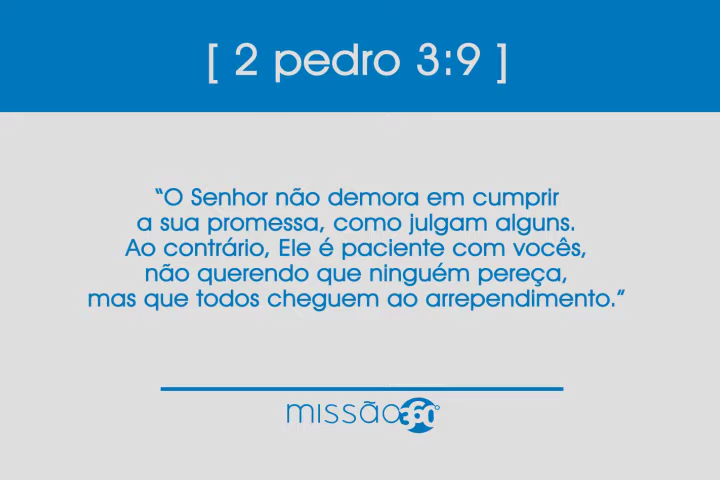 [ 2 pedro 3:9 ]
“O Senhor não demora em cumprir
a sua promessa, como julgam alguns.
Ao contrário, Ele é paciente com vocês,
não querendo que ninguém pereça,
mas que todos cheguem ao arrependimento.”
missão360°